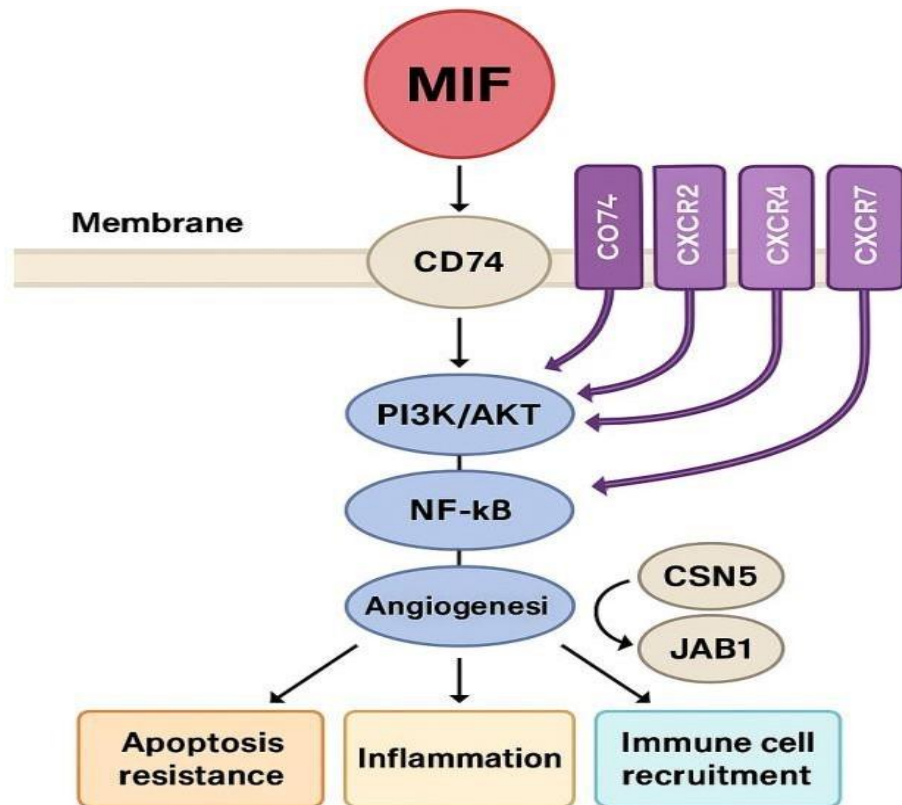 MIF
Membrane
CD74
CO74
CXCR2
CXCR4
CXCR7
PI3K/AKT
NF-kB
Angiogenesi
CSN5
JAB1
Apoptosis
resistance
Inflammation
Immune cell
recruitment